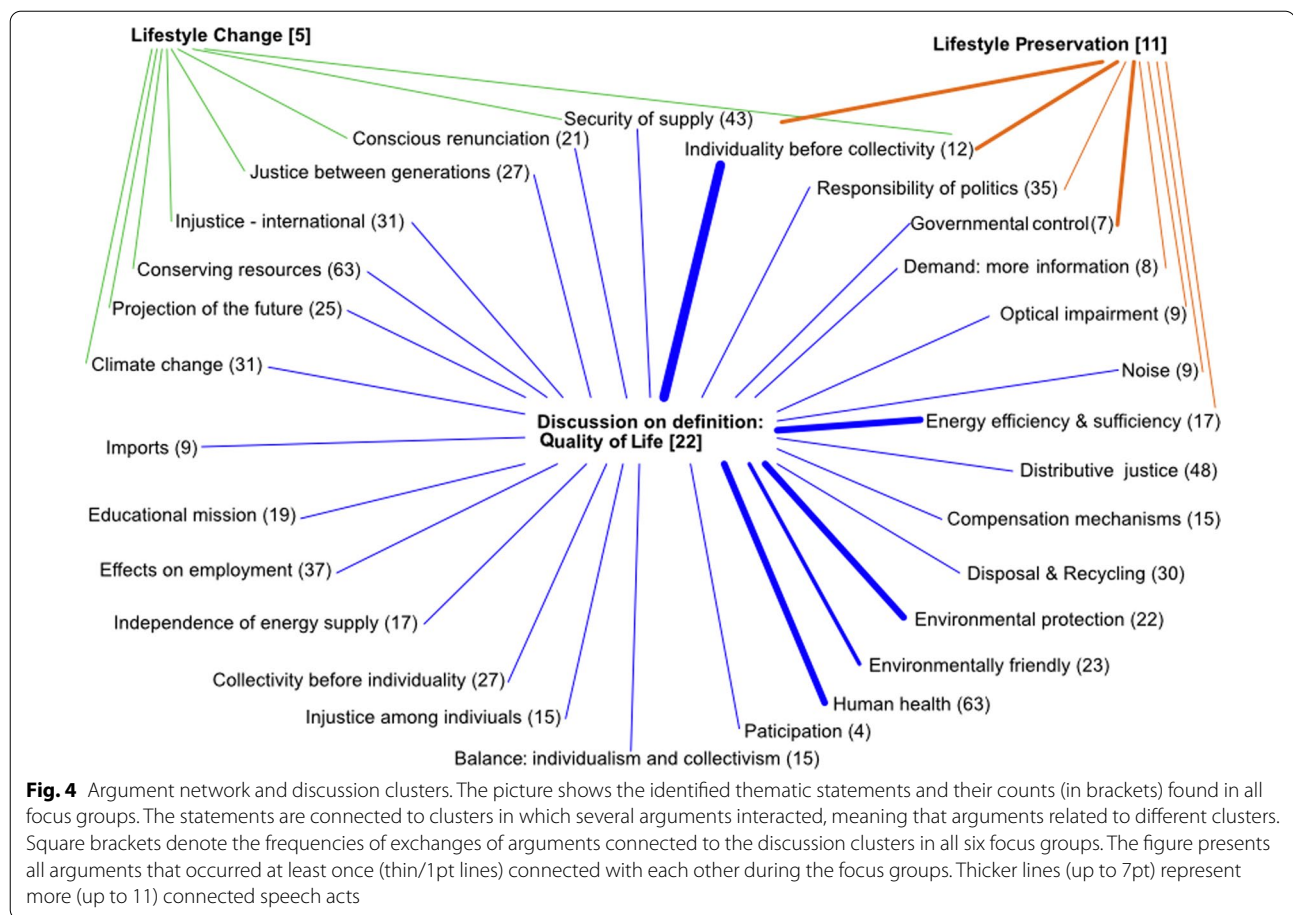 Lifestyle Change [5]
Lifestyle Preservation [11]
Security of supply (43)
Conscious renunciation (21)
Individuality before collectivity (12)
Justice between generations (27)
Responsibility of politics (35)
Injustice - international (31)
Governmental control(7)
Conserving resources (63)
Demand: more information (8)
Projection of the future (25)
Optical impairment (9)
Climate change (31)
Noise (9)
Discussion on definition:
Quality of Life [22]
Energy efficiency & sufficiency (17)
Imports (9)
Distributive justice (48)
Educational mission (19)
Compensation mechanisms (15)
Effects on employment (37)
Disposal & Recycling (30)
Independence of energy supply (17)
Environmental protection (22)
Environmentally friendly (23)
Collectivity before individuality (27)
Human health (63)
Injustice among indiviuals (15)
Paticipation (4)
Balance: individualism and collectivism (15)
Fig. 4 Argument network and discussion clusters. The picture shows the identified thematic statements and their counts (in brackets) found in all
focus groups. The statements are connected to clusters in which several arguments interacted, meaning that arguments related to different clusters.
Square brackets denote the frequencies of exchanges of arguments connected to the discussion clusters in all six focus groups. The figure presents
all arguments that occurred at least once (thin/1pt lines) connected with each other during the focus groups. Thicker lines (up to 7pt) represent
more (up to 11) connected speech acts